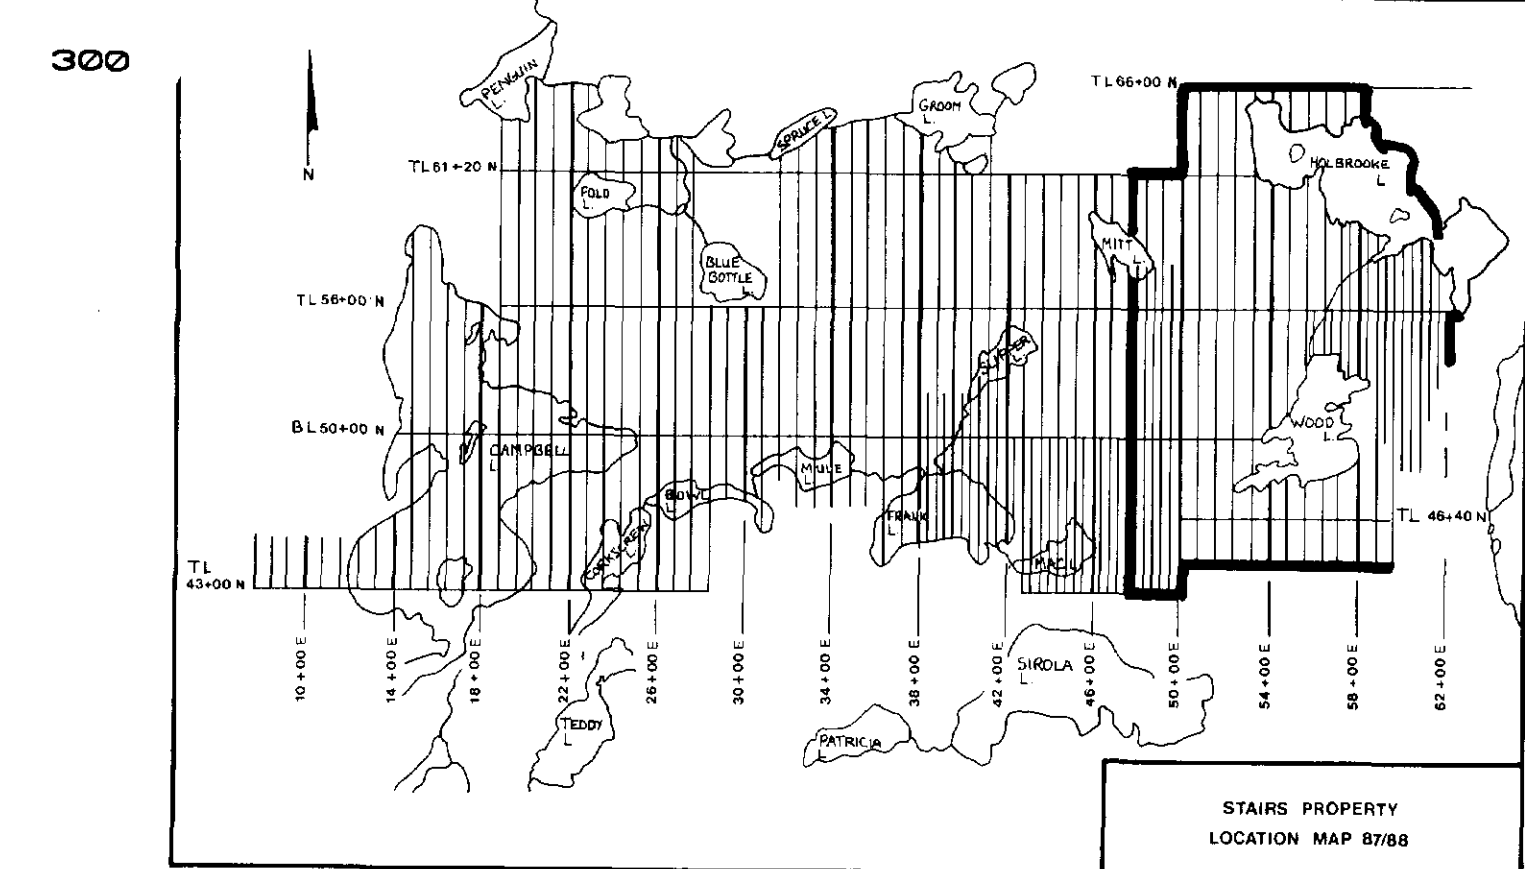 300
PENGUIN
L.
TL 66+00 N
GROOM
L.
SPRUCE L
HOLBROOKE
L
TL 61+20 N
N
FOLD
L.
MITT
L.
BLUE
BOTTLE
L.
TL 56+00 N
SLIPPER
L.
BL 50+00 N
WOOD
L.
CAMPBELL
L
MULE
L
BOWL
L
FRANK
L
TL 46+40 N
CORKSCREW
L.
MAC L
TL
43+00 N
10+00 E
14+00 E
18+00 E
22+00 E
26+00 E
30+00 E
34+00 E
38+00 E
42+00 E
46+00 E
50+00 E
54+00 E
58+00 E
62+00 E
SIROLA
L.
TEDDY
L
PATRICIA
L
STAIRS PROPERTY
LOCATION MAP 87/88